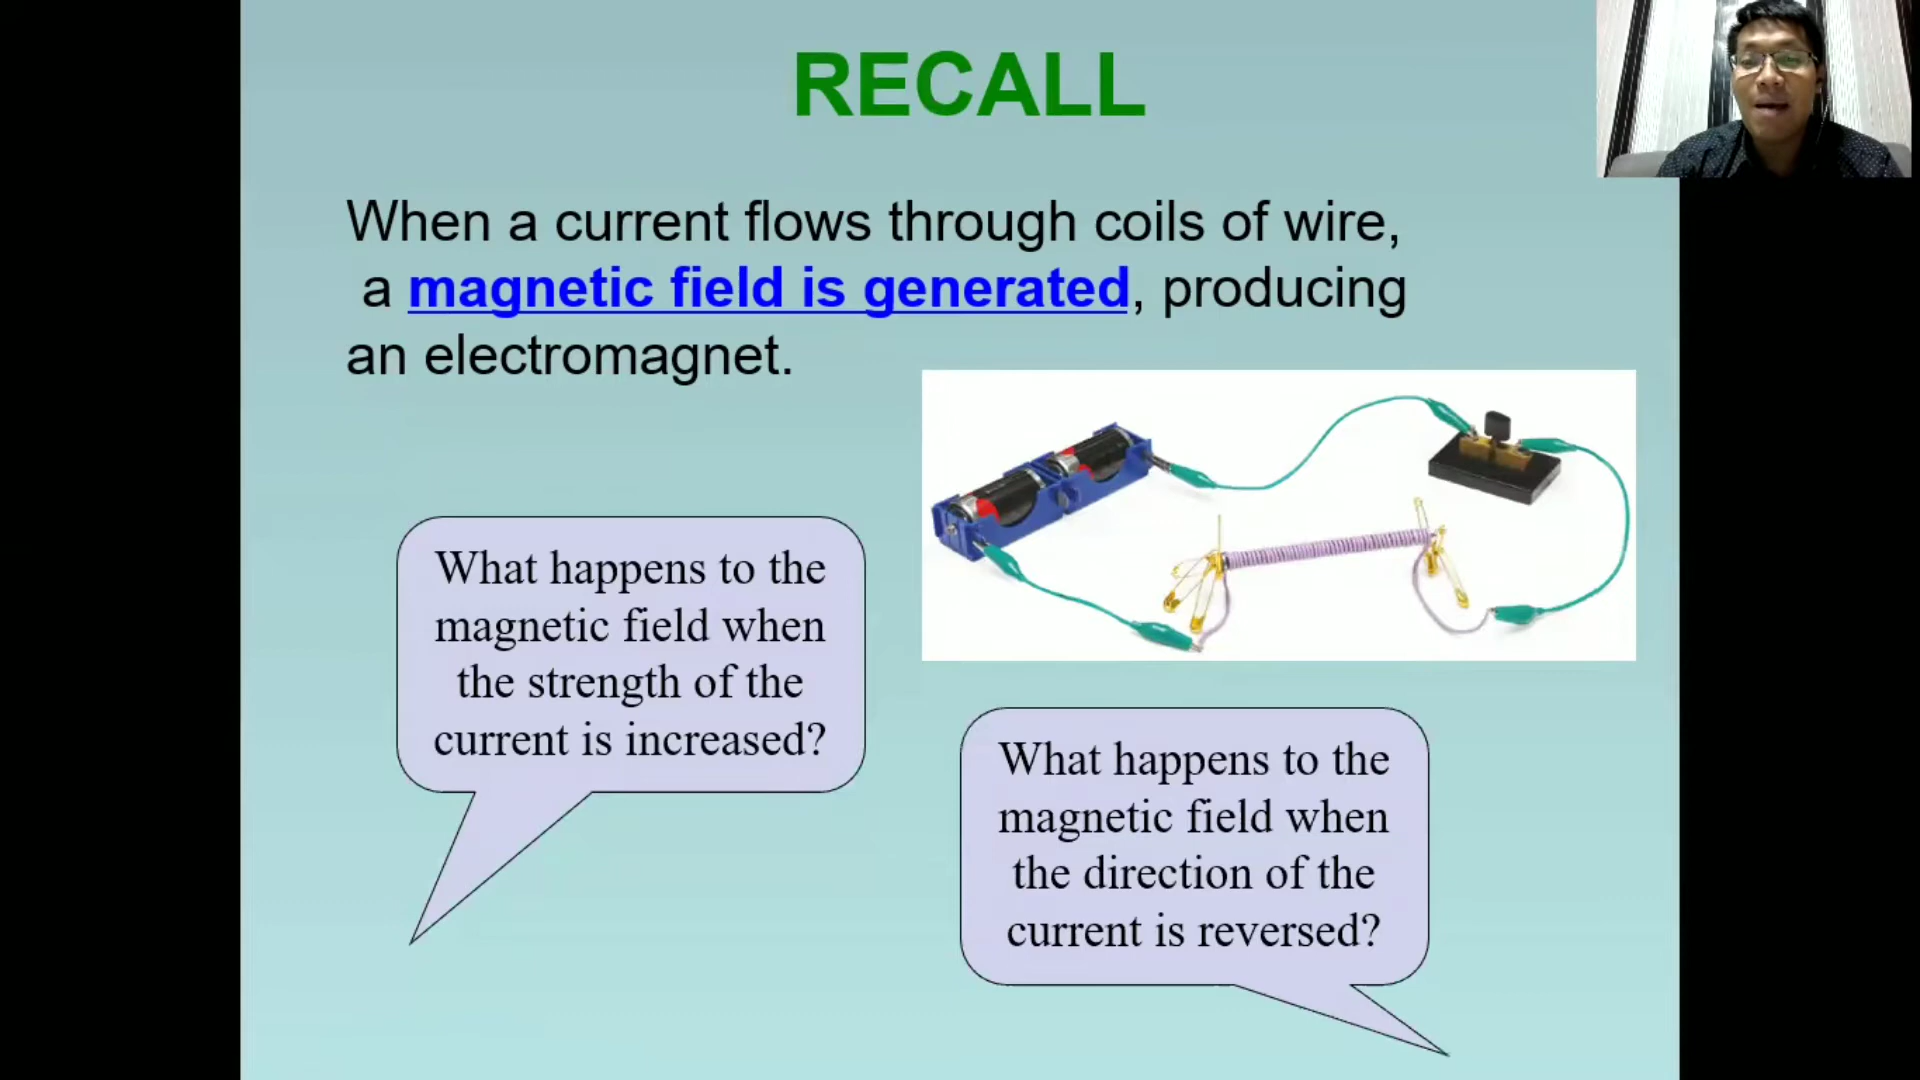 RECALL
When a current flows through coils of wire,
a magnetic field is generated, producing
an electromagnet.
What happens to the
magnetic field when
the strength of the
current is increased?
What happens to the
magnetic field when
the direction of the
current is reversed?